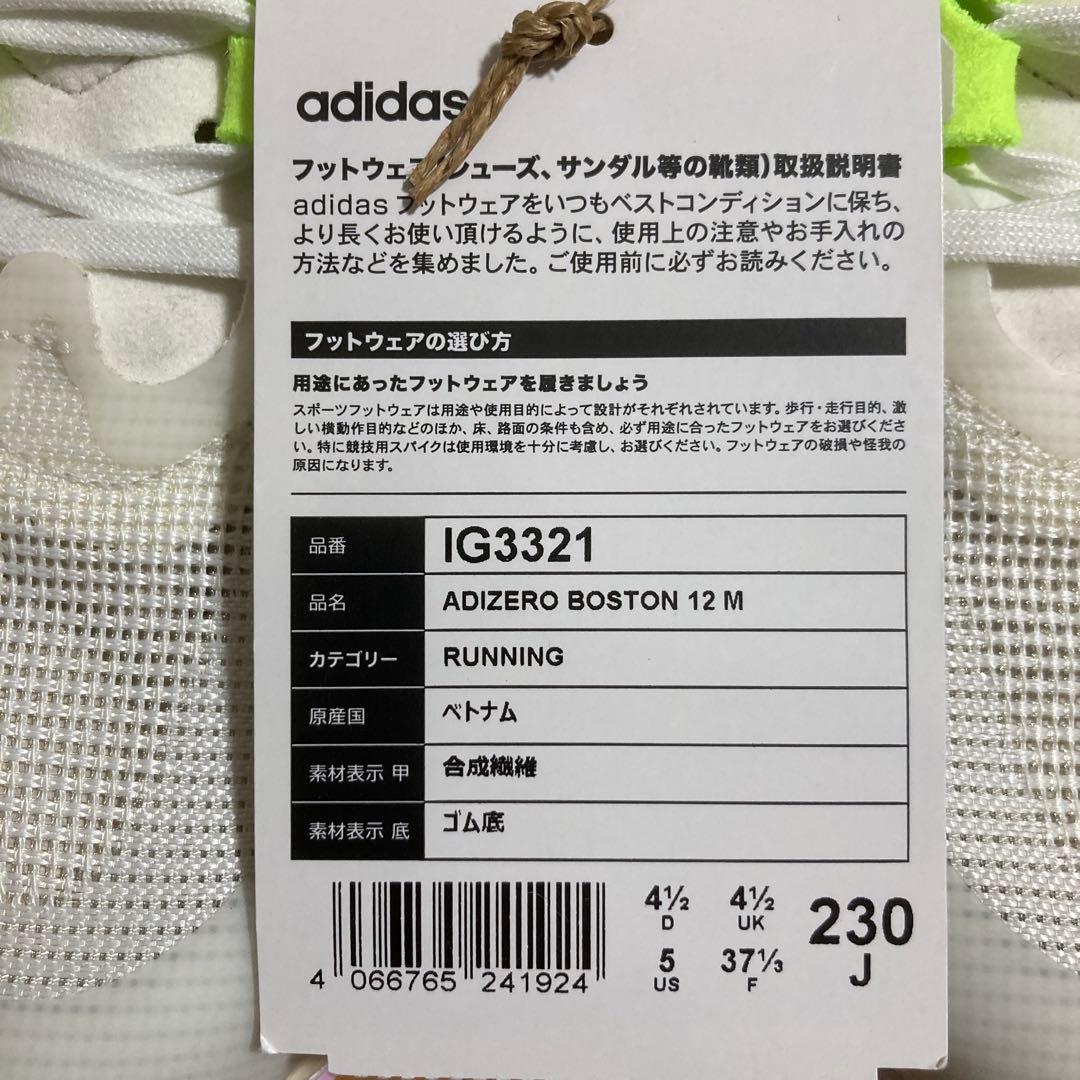 adidas
フットウェア(シューズ、サンダル等の靴類)取扱説明書
adidas フットウェアをいつもベストコンディションに保ち、
より長くお使い頂けるように、使用上の注意やお手入れの
方法などを集めました。ご使用前に必ずお読みください。
フットウェアの選び方
用途にあったフットウェアを履きましょう
スポーツフットウェアは用途や使用目的によって設計がそれぞれされています。歩行・走行目的、激
しい横動作目的などのほか、床、路面の条件も含め、必ず用途に合ったフットウェアをお選びくださ
い。特に競技用スパイクは使用環境を十分に考慮し、お選びください。フットウェアの破損や怪我の
原因になります。
品番 IG3321
品名 ADIZERO BOSTON 12 M
カテゴリー RUNNING
原産国 ベトナム
素材表示 甲 合成繊維
素材表示 底 ゴム底
4½ D 4½ UK 230 J
5 US 37⅓ F
4 066765 241924